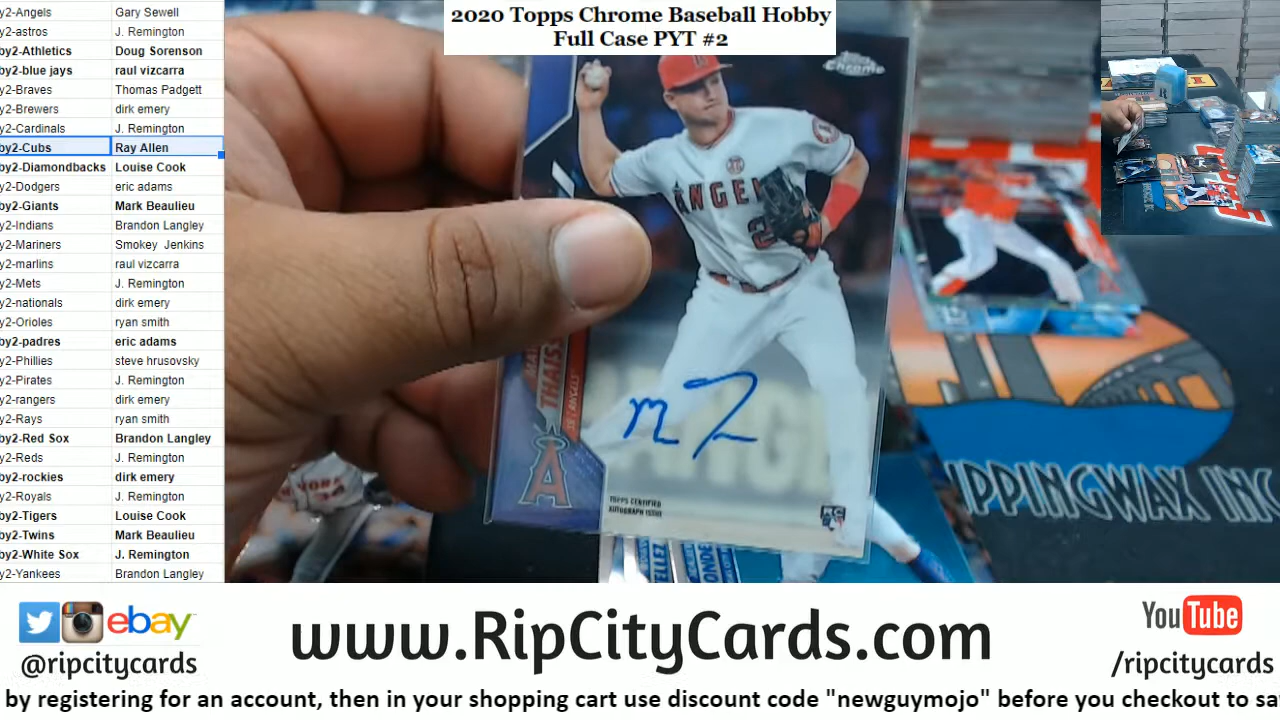 2020 Topps Chrome Baseball Hobby
Full Case PYT #2
y2-Angels Gary Sewell
y2-astros J. Remington
by2-Athletics Doug Sorenson
by2-blue jays raul vizcarra
y2-Braves Thomas Padgett
y2-Brewers dirk emery
y2-Cardinals J. Remington
by2-Cubs Ray Allen
by2-Diamondbacks Louise Cook
y2-Dodgers eric adams
by2-Giants Mark Beaulieu
y2-Indians Brandon Langley
y2-Mariners Smokey Jenkins
y2-marlins raul vizcarra
y2-Mets J. Remington
y2-nationals dirk emery
y2-Orioles ryan smith
by2-padres eric adams
y2-Phillies steve hrusovsky
y2-Pirates J. Remington
y2-rangers dirk emery
y2-Rays ryan smith
by2-Red Sox Brandon Langley
y2-Reds J. Remington
by2-rockies dirk emery
y2-Royals J. Remington
by2-Tigers Louise Cook
by2-Twins Mark Beaulieu
by2-White Sox J. Remington
y2-Yankees Brandon Langley
Topps
Chrome
ANGE
2
THAISS
LA ANGELS
A
TOPPS CERTIFIED
AUTOGRAPH ISSUE
RC
IPPINGWAX INC
ebay
@ripcitycards
www.RipCityCards.com
YouTube
/ripcitycards
by registering for an account, then in your shopping cart use discount code "newguymojo" before you checkout to sa